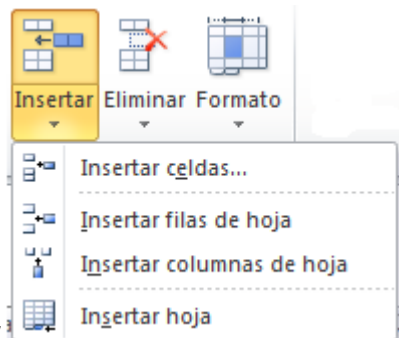 Insertar Eliminar Formato
Insertar celdas...
Insertar filas de hoja
Insertar columnas de hoja
Insertar hoja